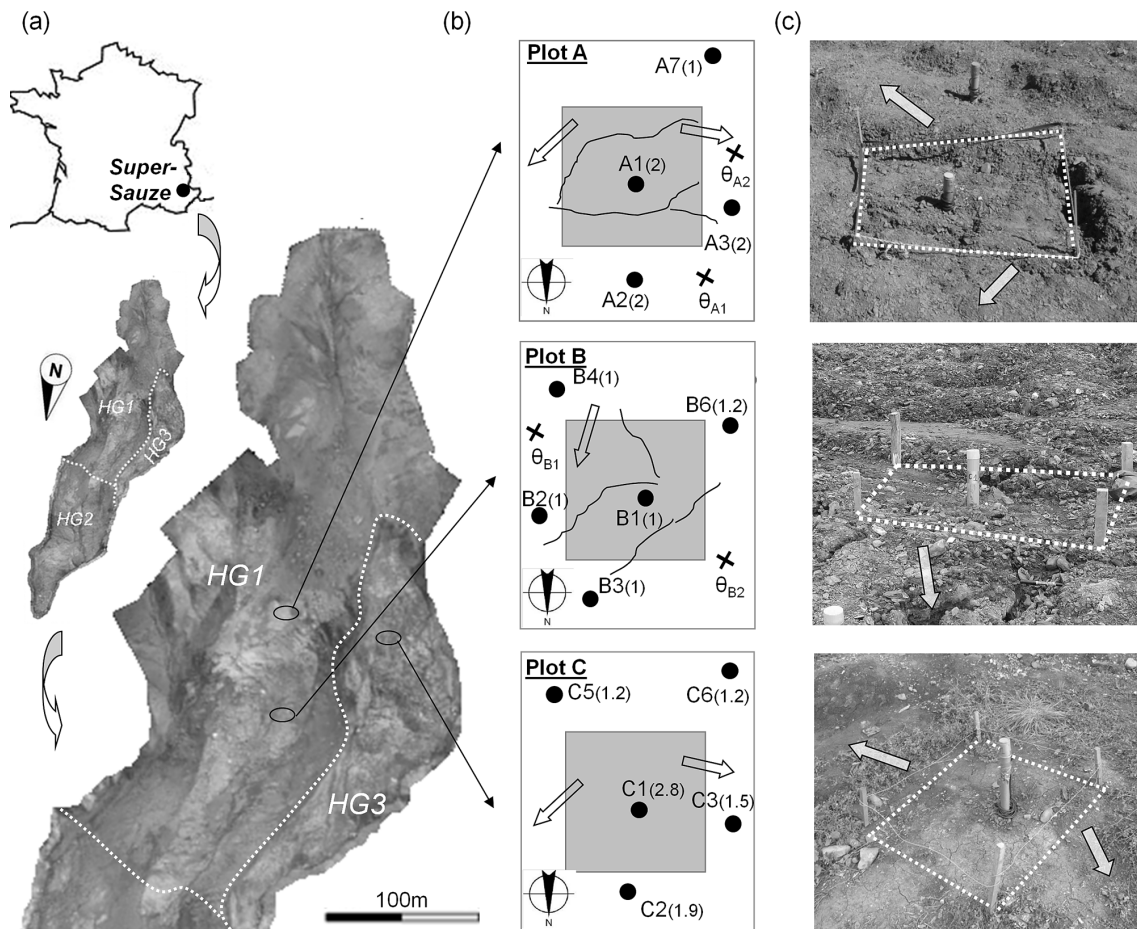 (a)
(b)
(c)
Super-
Sauze
N
HG1
HG3
HG2
HG1
HG3
100m
Plot A
A7(1)
A1(2)
θA2
A3(2)
A2(2)
θA1
N
Plot B
B4(1)
B6(1.2)
θB1
B2(1)
B1(1)
θB2
B3(1)
N
Plot C
C5(1.2)
C6(1.2)
C1(2.8)
C3(1.5)
C2(1.9)
N